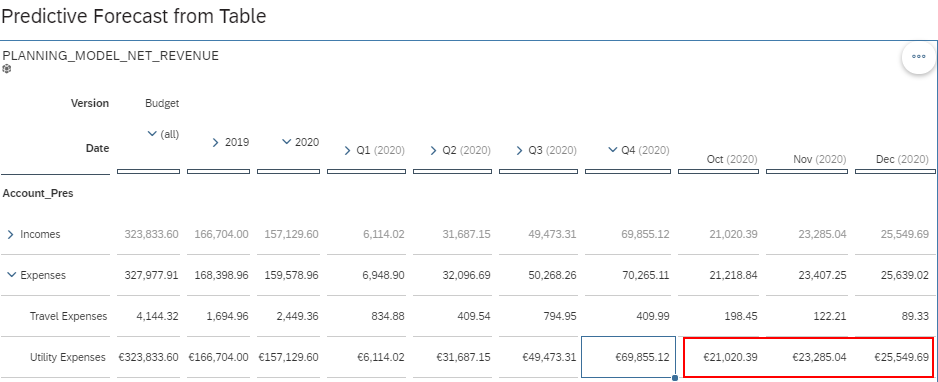 Predictive Forecast from Table
PLANNING_MODEL_NET_REVENUE
Version Budget
Date (all) 2019 2020 Q1 (2020) Q2 (2020) Q3 (2020) Q4 (2020) Oct (2020) Nov (2020) Dec (2020)
Account_Pres
Incomes 323,833.60 166,704.00 157,129.60 6,114.02 31,687.15 49,473.31 69,855.12 21,020.39 23,285.04 25,549.69
Expenses 327,977.91 168,398.96 159,578.96 6,948.90 32,096.69 50,268.26 70,265.11 21,218.84 23,407.25 25,639.02
Travel Expenses 4,144.32 1,694.96 2,449.36 834.88 409.54 794.95 409.99 198.45 122.21 89.33
Utility Expenses €323,833.60 €166,704.00 €157,129.60 €6,114.02 €31,687.15 €49,473.31 €69,855.12 €21,020.39 €23,285.04 €25,549.69